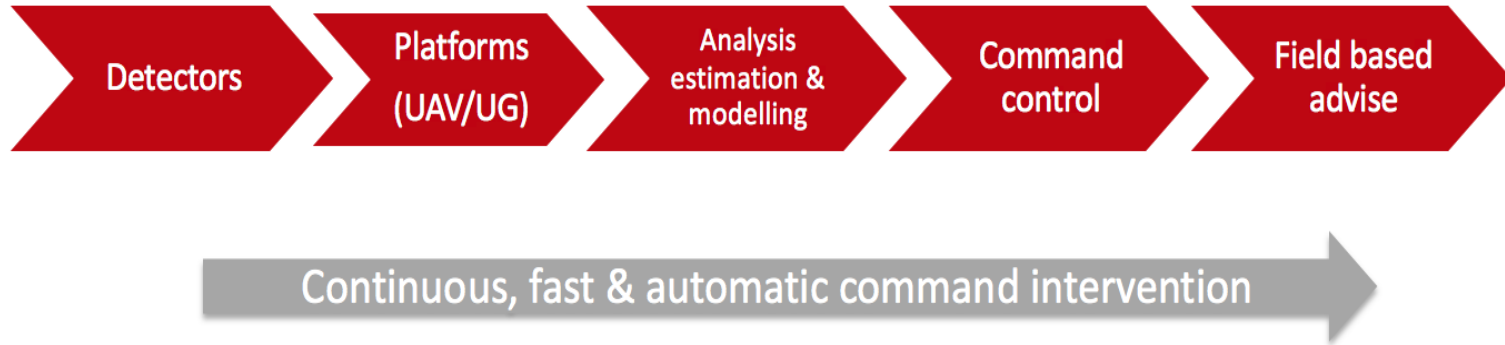 Detectors
Platforms
(UAV/UG)
Analysis
estimation &
modelling
Command
control
Field based
advise
Continuous, fast & automatic command intervention